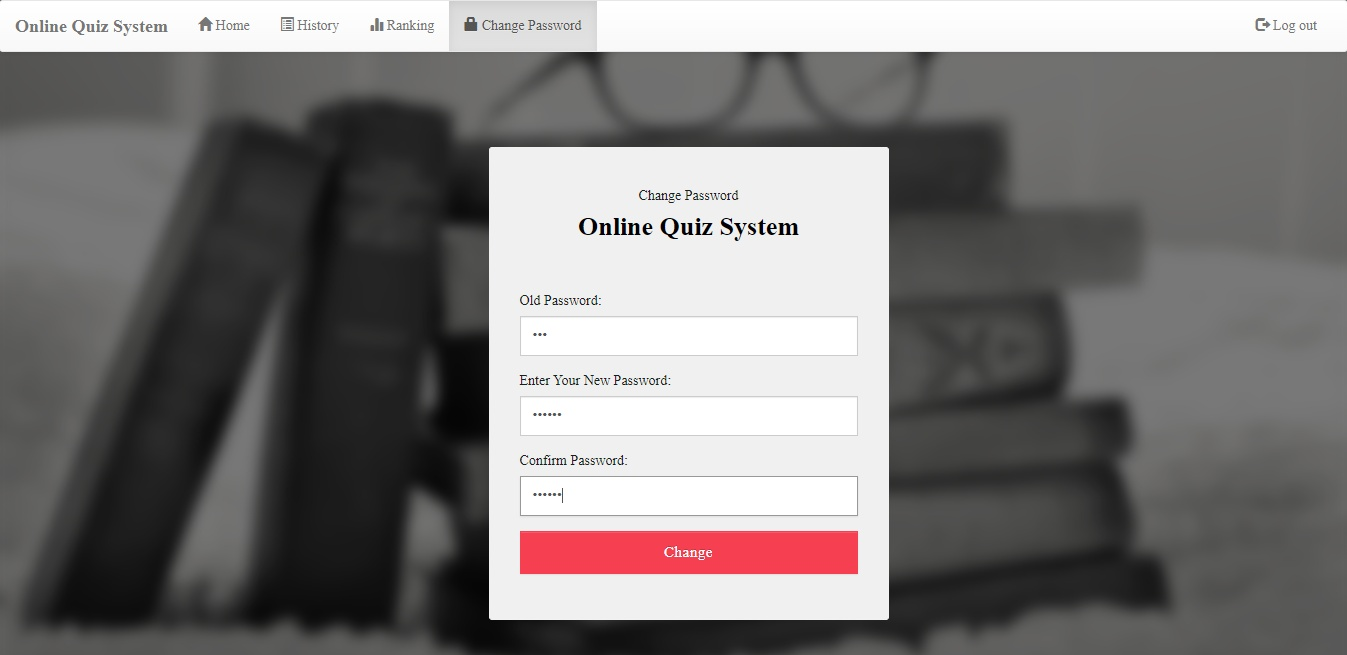 Online Quiz System Home History Ranking Change Password Log out
Change Password
Online Quiz System
Old Password:
•••
Enter Your New Password:
••••••
Confirm Password:
••••••
Change